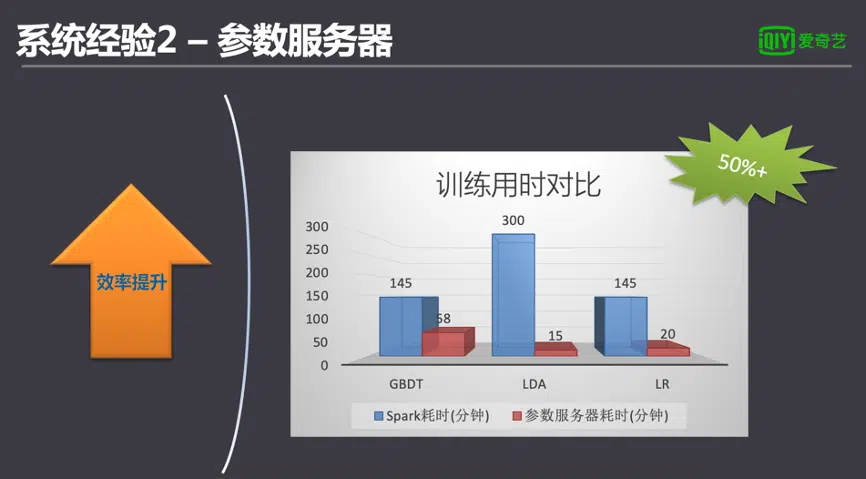 系统经验2 – 参数服务器
iQIYI 爱奇艺
50%+
效率提升
训练用时对比
300
250
200
150
100
50
0
145
58
300
15
145
20
GBDT
LDA
LR
Spark耗时(分钟) 参数服务器耗时(分钟)